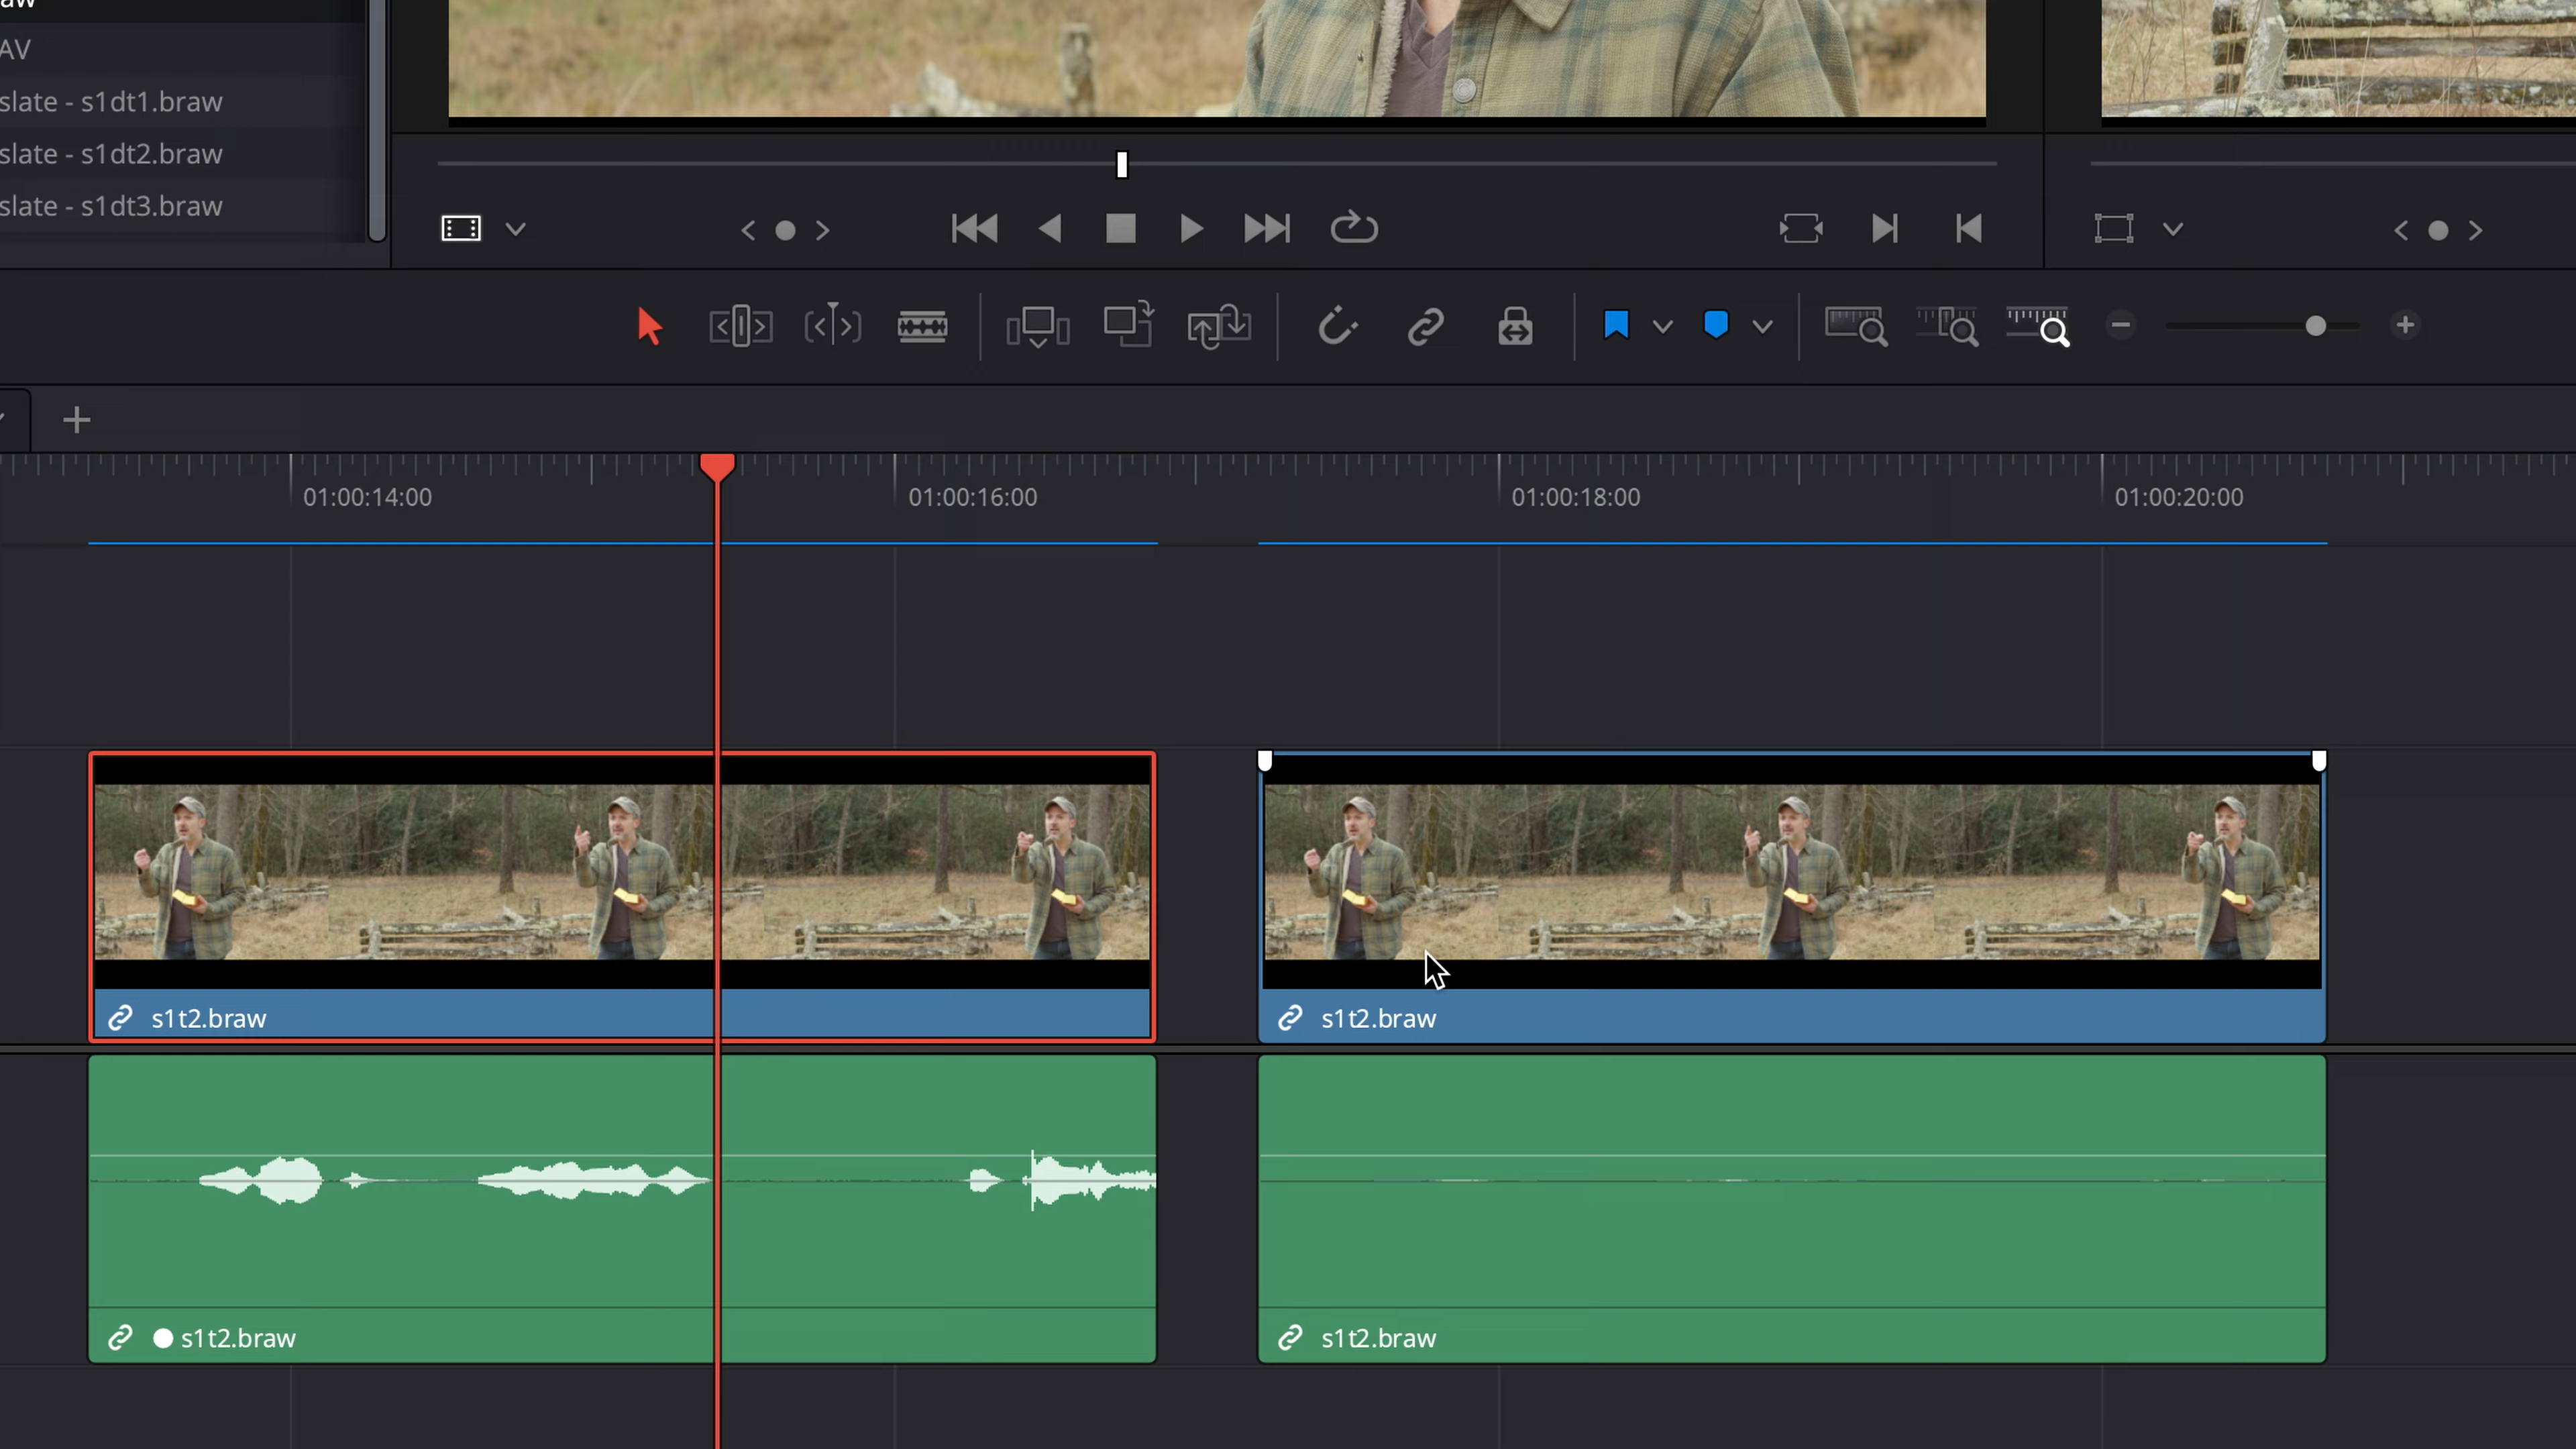 aw
AV
slate - s1dt1.braw
slate - s1dt2.braw
slate - s1dt3.braw
01:00:14:00
01:00:16:00
01:00:18:00
01:00:20:00
s1t2.braw
s1t2.braw
s1t2.braw
s1t2.braw